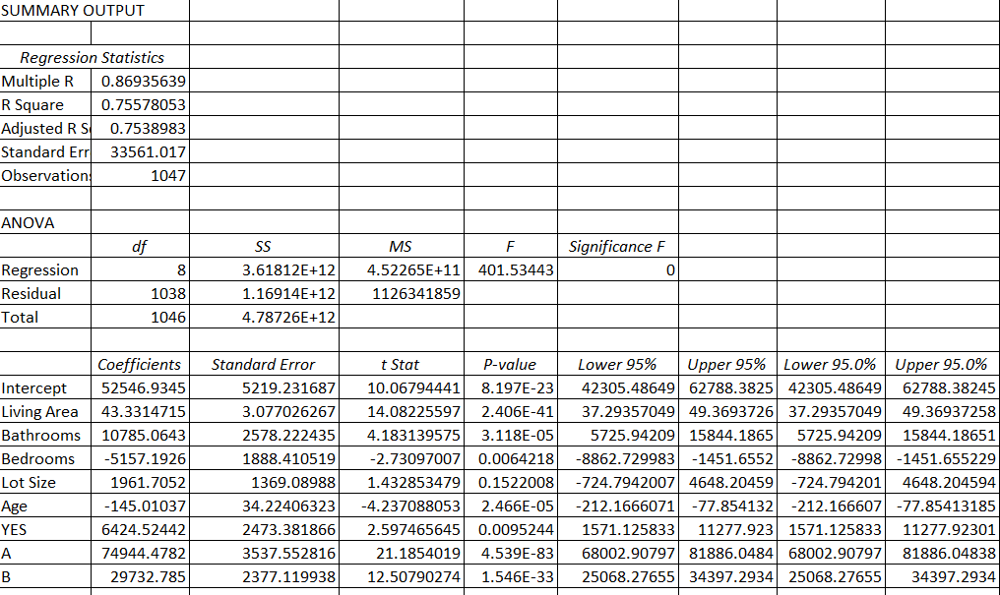 SUMMARY OUTPUT
Regression Statistics
Multiple R 0.86935639
R Square 0.75578053
Adjusted R S 0.7538983
Standard Err 33561.017
Observations 1047
ANOVA
df SS MS F Significance F
Regression 8 3.61812E+12 4.52265E+11 401.53443 0
Residual 1038 1.16914E+12 1126341859
Total 1046 4.78726E+12
Coefficients Standard Error t Stat P-value Lower 95% Upper 95% Lower 95.0% Upper 95.0%
Intercept 52546.9345 5219.231687 10.06794441 8.197E-23 42305.48649 62788.3825 42305.48649 62788.38245
Living Area 43.3314715 3.077026267 14.08225597 2.406E-41 37.29357049 49.3693726 37.29357049 49.36937258
Bathrooms 10785.0643 2578.222435 4.183139575 3.118E-05 5725.94209 15844.1865 5725.94209 15844.18651
Bedrooms -5157.1926 1888.410519 -2.73097007 0.0064218 -8862.729983 -1451.6552 -8862.72998 -1451.655229
Lot Size 1961.7052 1369.08988 1.432853479 0.1522008 -724.7942007 4648.20459 -724.794201 4648.204594
Age -145.01037 34.22406323 -4.237088053 2.466E-05 -212.1666071 -77.854132 -212.166607 -77.85413185
YES 6424.52442 2473.381866 2.597465645 0.0095244 1571.125833 11277.923 1571.125833 11277.92301
A 74944.4782 3537.552816 21.1854019 4.539E-83 68002.90797 81886.0484 68002.90797 81886.04838
B 29732.785 2377.119938 12.50790274 1.546E-33 25068.27655 34397.2934 25068.27655 34397.2934